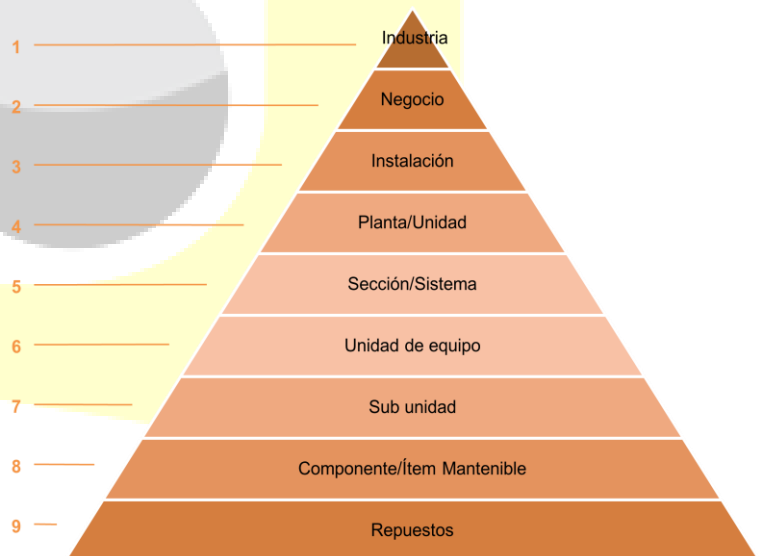 1
Industria
2
Negocio
3
Instalación
4
Planta/Unidad
5
Sección/Sistema
6
Unidad de equipo
7
Sub unidad
8
Componente/Ítem Mantenible
9
Repuestos